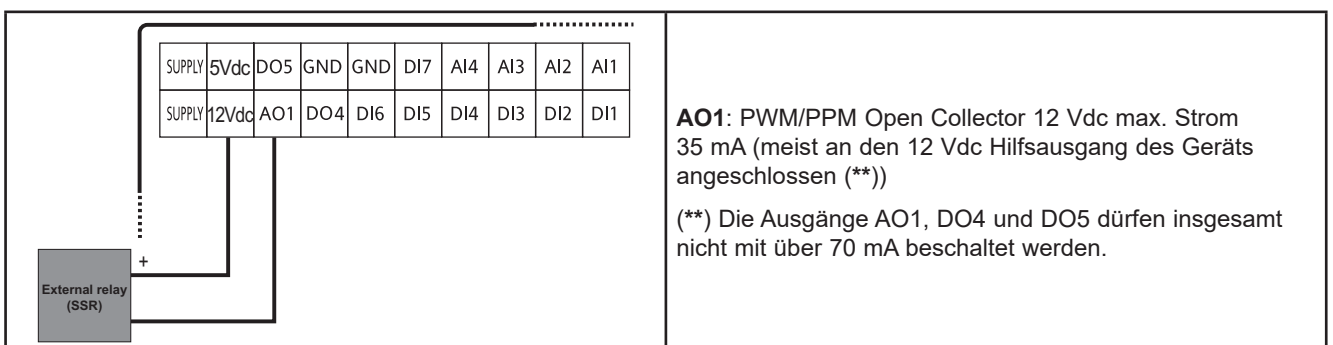 SUPPLY 5Vdc DO5 GND GND DI7 AI4 AI3 AI2 AI1
SUPPLY 12Vdc AO1 DO4 DI6 DI5 DI4 DI3 DI2 DI1
+
External relay
(SSR)
AO1: PWM/PPM Open Collector 12 Vdc max. Strom
35 mA (meist an den 12 Vdc Hilfsausgang des Geräts
angeschlossen (**))
(**) Die Ausgänge AO1, DO4 und DO5 dürfen insgesamt
nicht mit über 70 mA beschaltet werden.